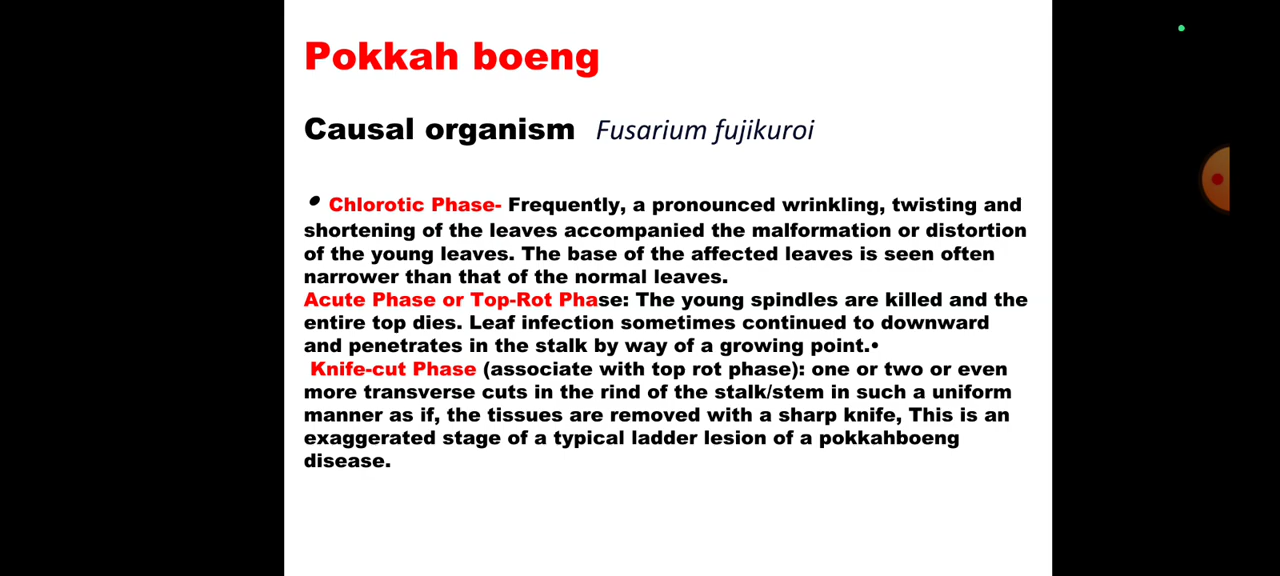 Pokkah boeng
Causal organism Fusarium fujikuroi
• Chlorotic Phase- Frequently, a pronounced wrinkling, twisting and
shortening of the leaves accompanied the malformation or distortion
of the young leaves. The base of the affected leaves is seen often
narrower than that of the normal leaves.
Acute Phase or Top-Rot Phase: The young spindles are killed and the
entire top dies. Leaf infection sometimes continued to downward
and penetrates in the stalk by way of a growing point.•
Knife-cut Phase (associate with top rot phase): one or two or even
more transverse cuts in the rind of the stalk/stem in such a uniform
manner as if, the tissues are removed with a sharp knife, This is an
exaggerated stage of a typical ladder lesion of a pokkahboeng
disease.